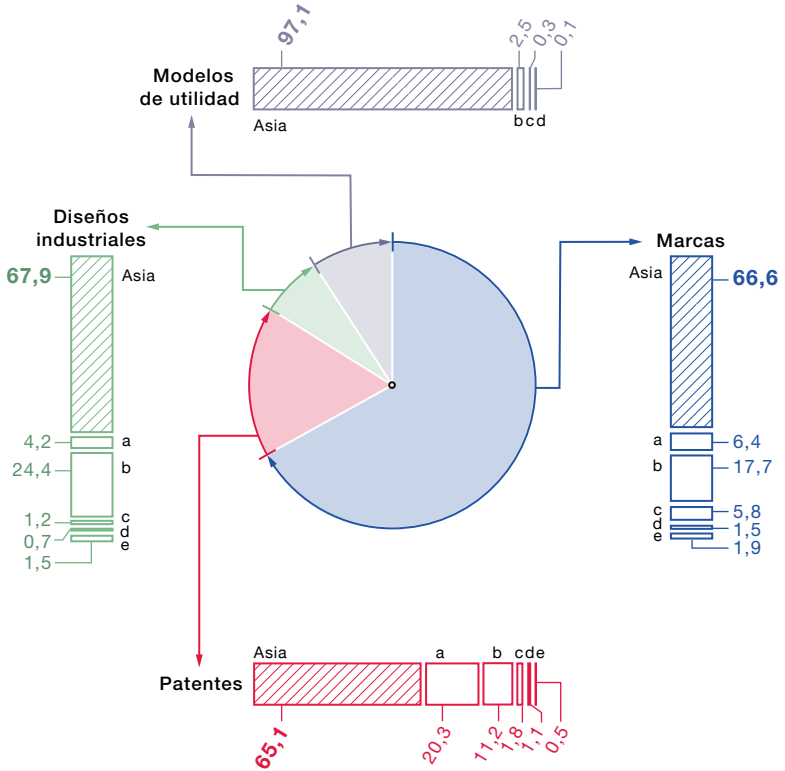 97,1
2,5
0,3
0,1
Modelos
de utilidad
Asia
b c d
Diseños
industriales
67,9
Asia
4,2
a
24,4
b
1,2
c
0,7
d
1,5
e
Marcas
Asia
66,6
a
6,4
b
17,7
c
5,8
d
1,5
e
1,9
Asia
a
b
c d e
Patentes
65,1
20,3
11,2
1,8
1,1
0,5